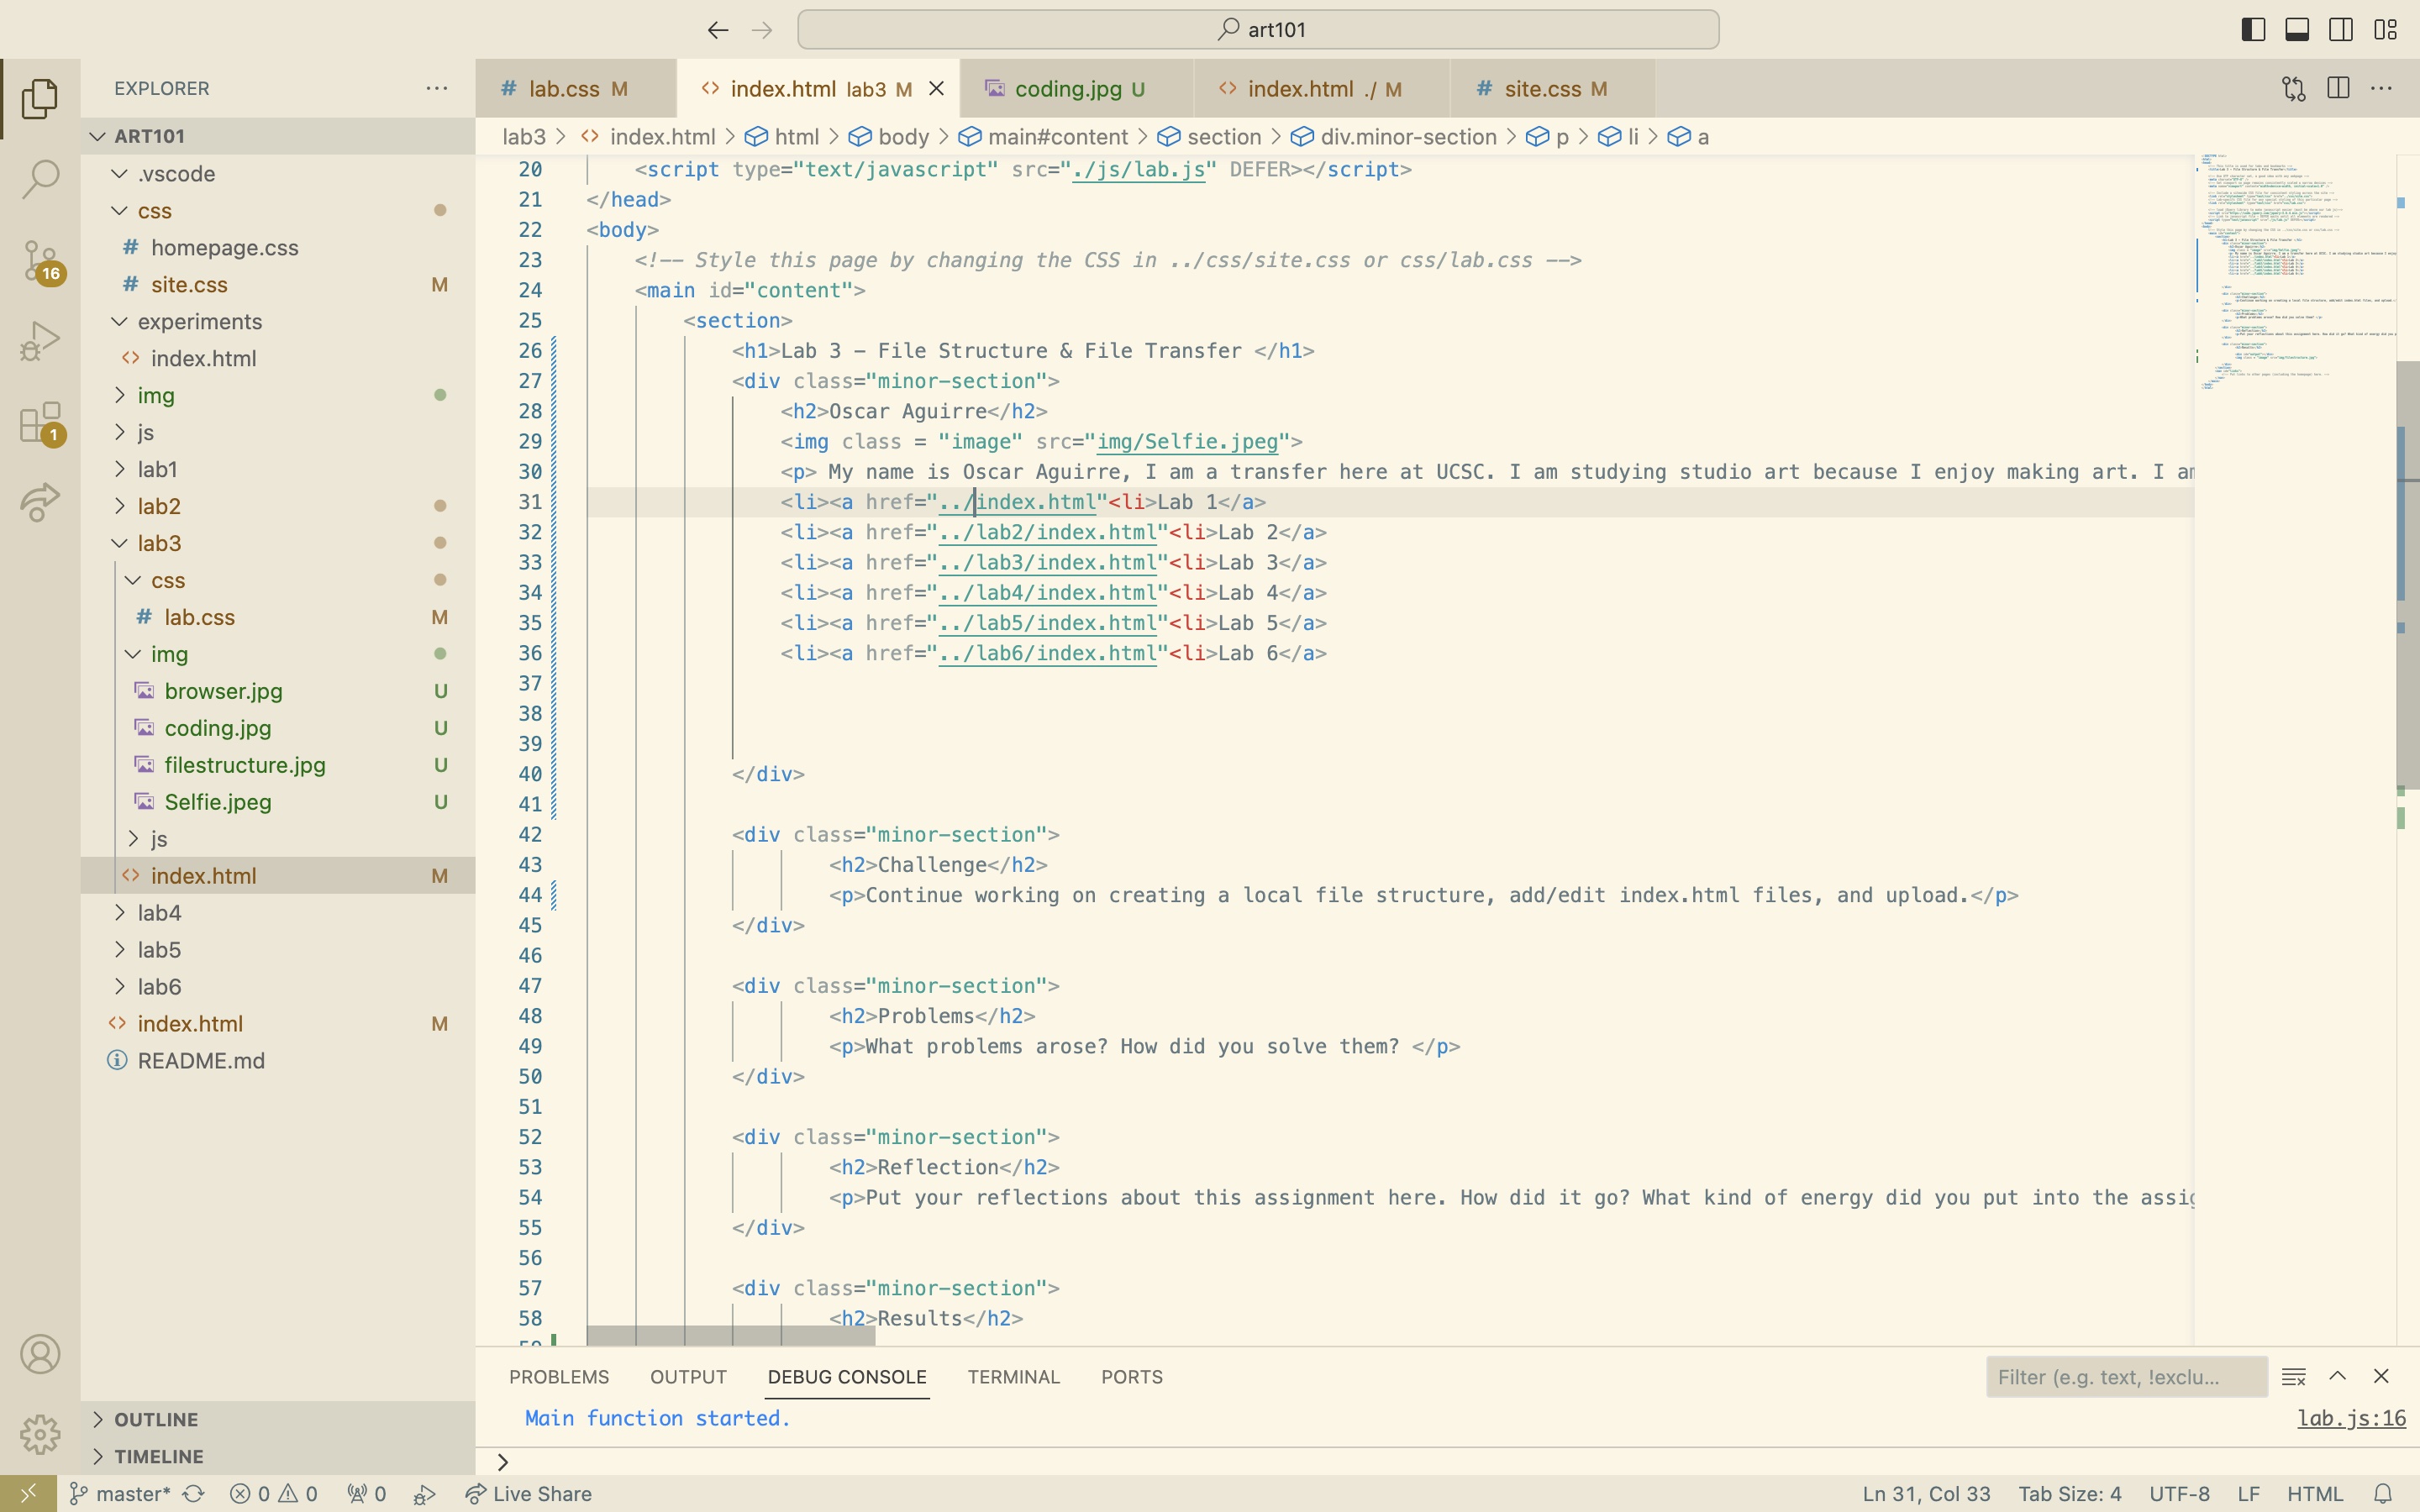 art101
EXPLORER
ART101
.vscode
css
# homepage.css
# site.css M
experiments
<> index.html
img
js
lab1
lab2
lab3
css
# lab.css M
img
browser.jpg U
coding.jpg U
filestructure.jpg U
Selfie.jpeg U
js
<> index.html M
lab4
lab5
lab6
<> index.html M
README.md
OUTLINE
TIMELINE
16
1
# lab.css M
<> index.html lab3 M
coding.jpg U
<> index.html ./ M
# site.css M
lab3 > <> index.html > html > body > main#content > section > div.minor-section > p > li > a
20 <script type="text/javascript" src="./js/lab.js" DEFER></script>
21 </head>
22 <body>
23 <!-- Style this page by changing the CSS in ../css/site.css or css/lab.css -->
24 <main id="content">
25 <section>
26 <h1>Lab 3 - File Structure & File Transfer </h1>
27 <div class="minor-section">
28 <h2>Oscar Aguirre</h2>
29 <img class = "image" src="img/Selfie.jpeg">
30 <p> My name is Oscar Aguirre, I am a transfer here at UCSC. I am studying studio art because I enjoy making art. I am
31 <li><a href="../index.html"<li>Lab 1</a>
32 <li><a href="../lab2/index.html"<li>Lab 2</a>
33 <li><a href="../lab3/index.html"<li>Lab 3</a>
34 <li><a href="../lab4/index.html"<li>Lab 4</a>
35 <li><a href="../lab5/index.html"<li>Lab 5</a>
36 <li><a href="../lab6/index.html"<li>Lab 6</a>
37
38
39
40 </div>
41
42 <div class="minor-section">
43 <h2>Challenge</h2>
44 <p>Continue working on creating a local file structure, add/edit index.html files, and upload.</p>
45 </div>
46
47 <div class="minor-section">
48 <h2>Problems</h2>
49 <p>What problems arose? How did you solve them? </p>
50 </div>
51
52 <div class="minor-section">
53 <h2>Reflection</h2>
54 <p>Put your reflections about this assignment here. How did it go? What kind of energy did you put into the
55 </div>
56
57 <div class="minor-section">
58 <h2>Results</h2>
PROBLEMS OUTPUT DEBUG CONSOLE TERMINAL PORTS
Filter (e.g. text, !exclu...
Main function started. lab.js:16
>
master* 0 0 0 Live Share
Ln 31, Col 33 Tab Size: 4 UTF-8 LF HTML